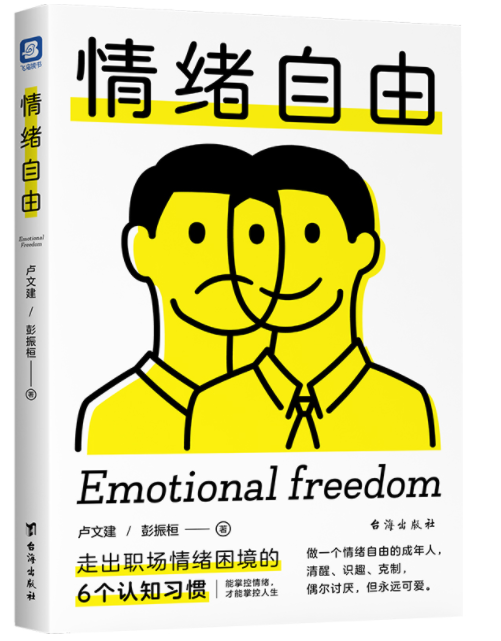 飞鸟图书
情绪自由
Emotional
Freedom
卢文建 / 彭振桓——著
台海出版社
情绪自由
Emotional freedom
卢文建 / 彭振桓——著
台海出版社
走出职场情绪困境的
6个认知习惯
能掌控情绪，
才能掌控人生
做一个情绪自由的成年人，
清醒、识趣、克制，
偶尔讨厌，但永远可爱。